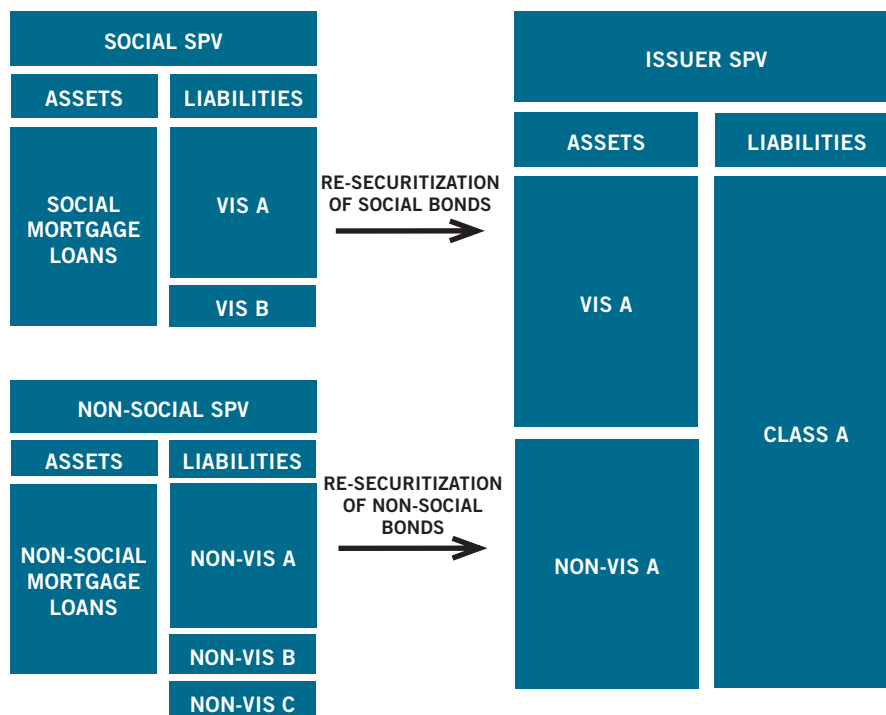 SOCIAL SPV
ASSETS
LIABILITIES
SOCIAL
MORTGAGE
LOANS
VIS A
VIS B
RE-SECURITIZATION
OF SOCIAL BONDS
NON-SOCIAL SPV
ASSETS
LIABILITIES
NON-SOCIAL
MORTGAGE
LOANS
NON-VIS A
NON-VIS B
NON-VIS C
RE-SECURITIZATION
OF NON-SOCIAL
BONDS
ISSUER SPV
ASSETS
LIABILITIES
VIS A
NON-VIS A
CLASS A